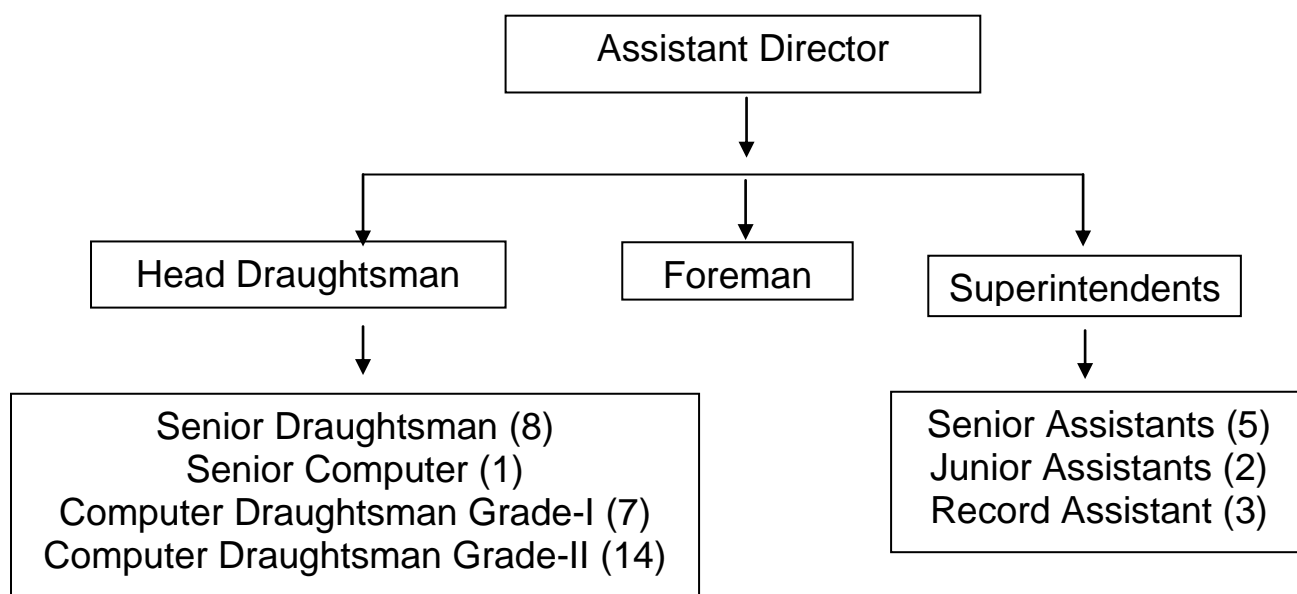 Assistant Director
Head Draughtsman
Foreman
Superintendents
Senior Draughtsman (8)
Senior Computer (1)
Computer Draughtsman Grade-I (7)
Computer Draughtsman Grade-II (14)
Senior Assistants (5)
Junior Assistants (2)
Record Assistant (3)